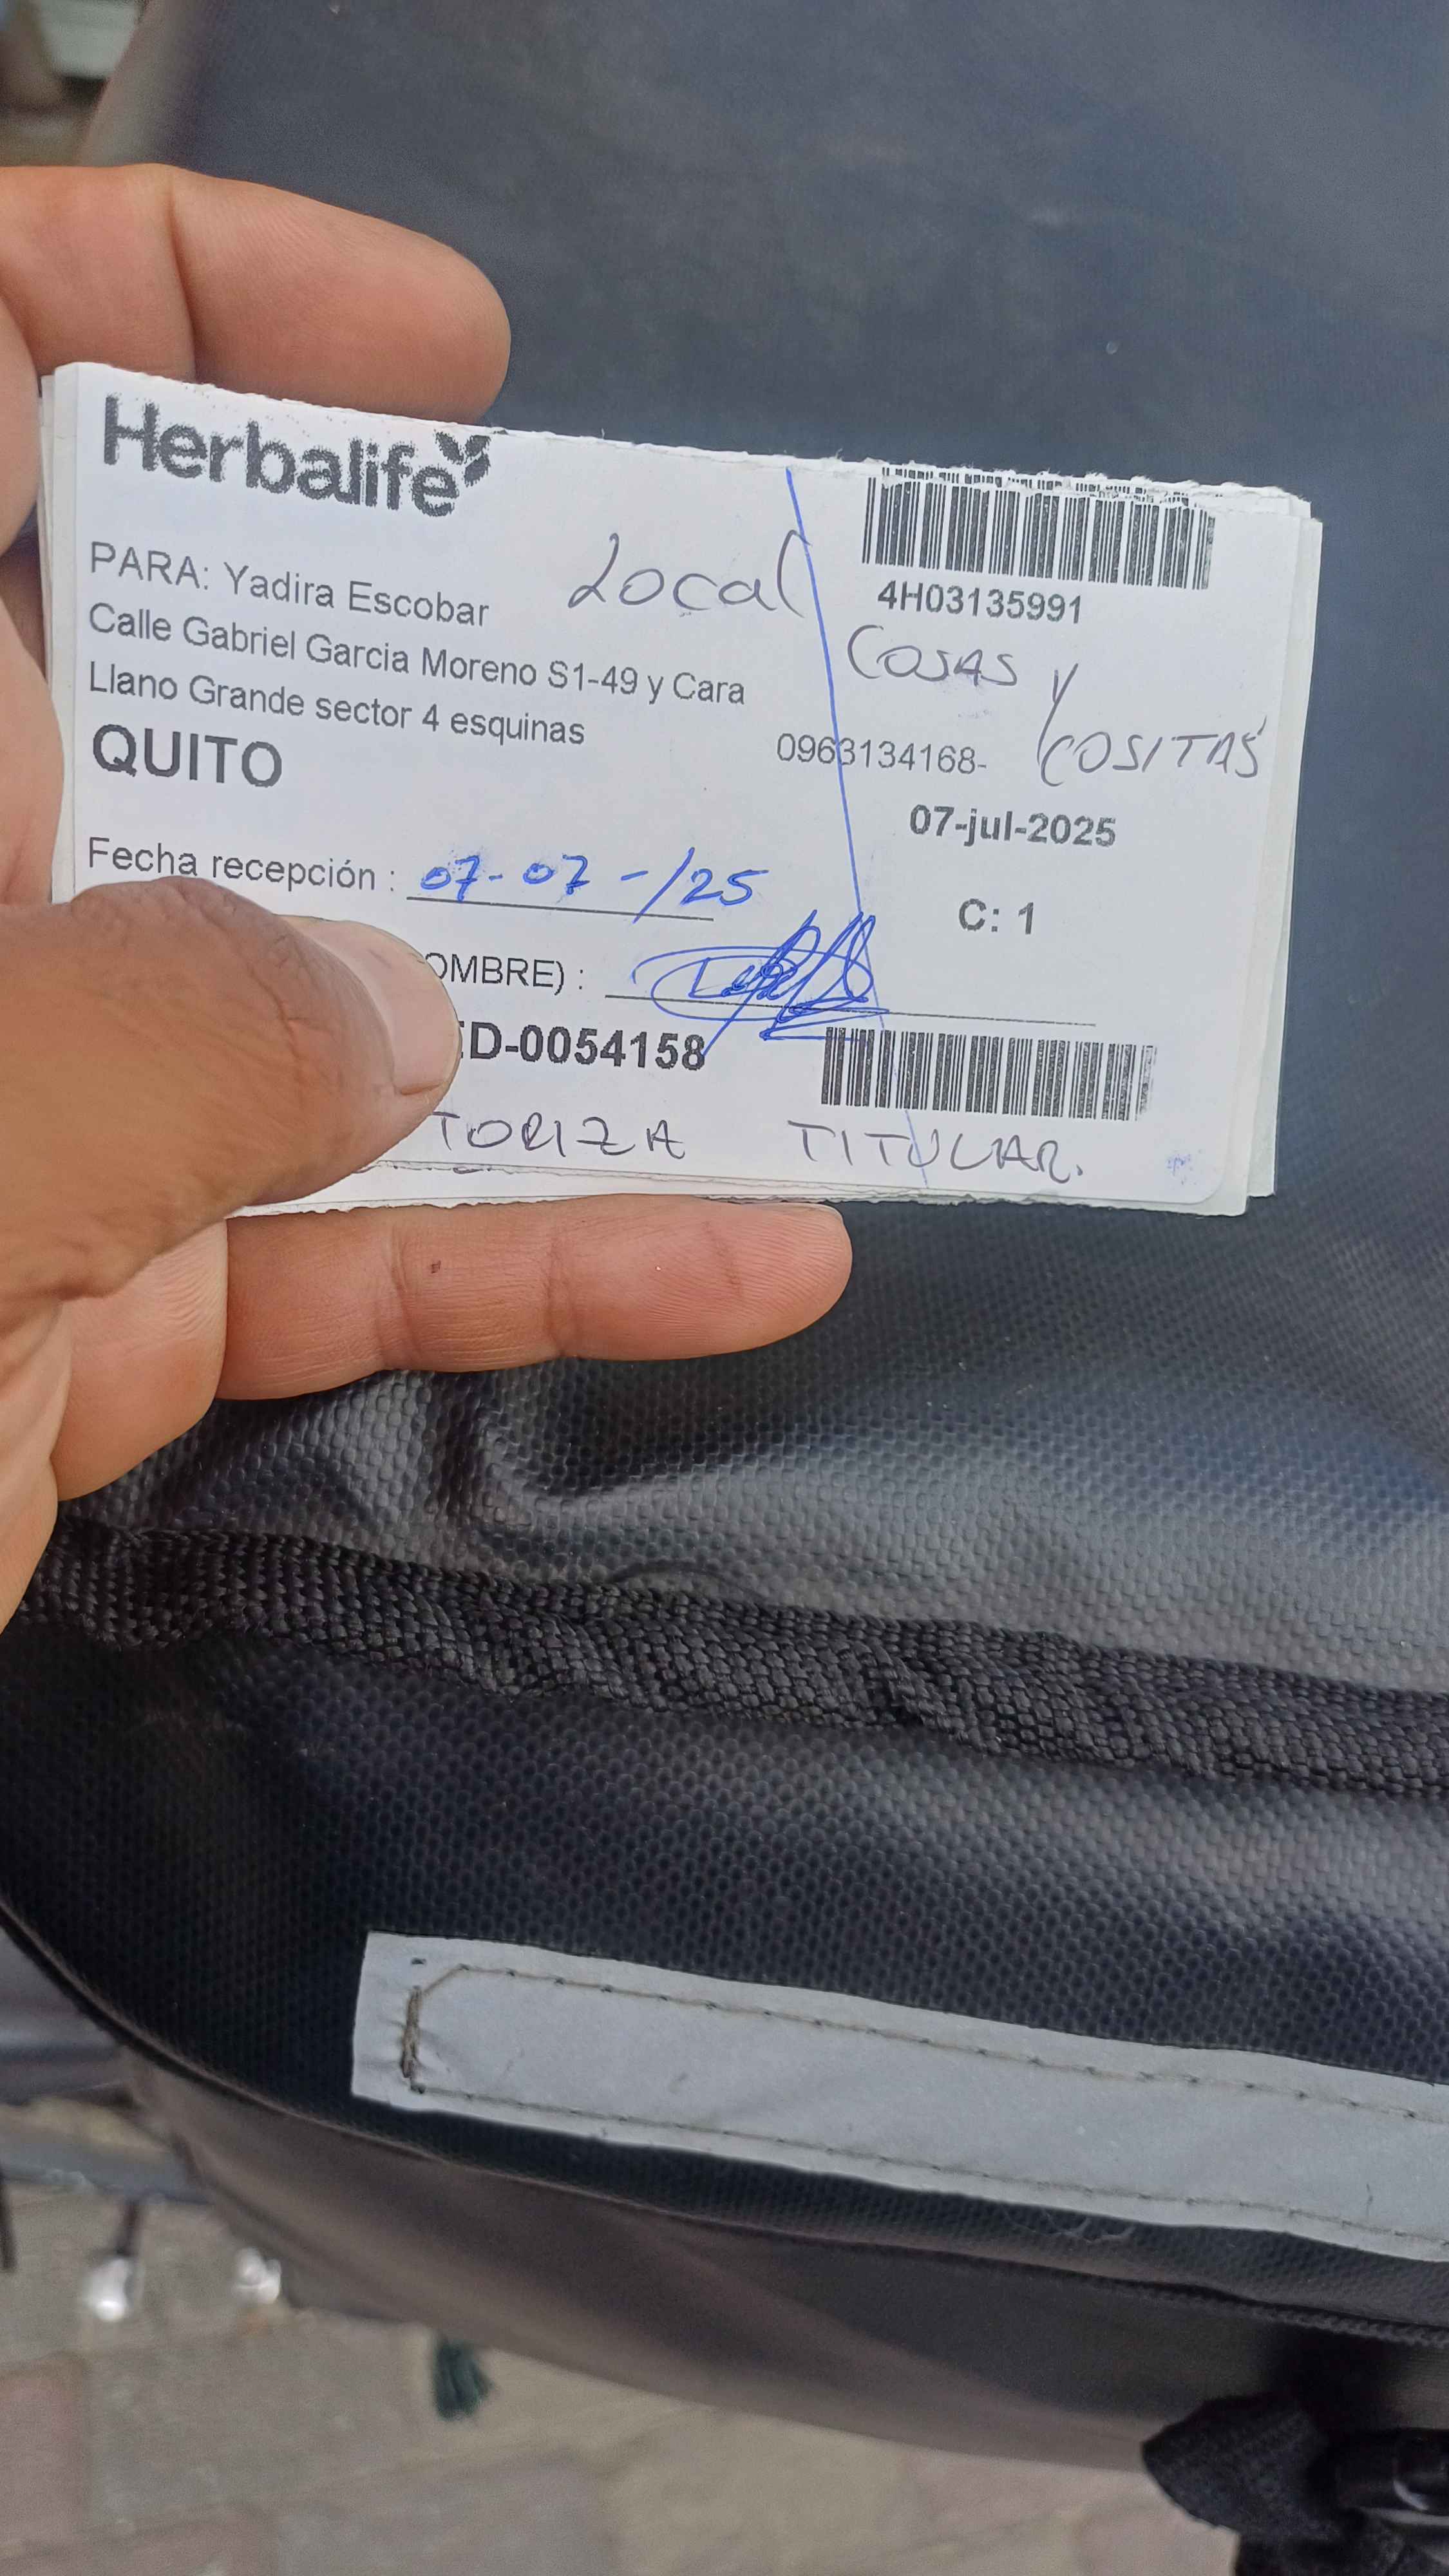 Herbalife
4H03135991
PARA: Yadira Escobar
Local
Cosas y
COSITAS
Calle Gabriel Garcia Moreno S1-49 y Cara
Llano Grande sector 4 esquinas
0963134168-
QUITO
07-jul-2025
Fecha recepción : 07-07-/25
C: 1
OMBRE) :
ED-0054158
TORIZA TITULAR.